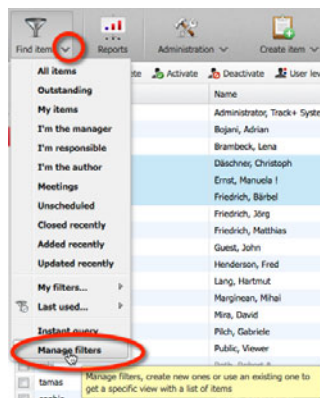 Find item
Reports
Administration
Create item
te Activate Deactivate User lev
All items
Outstanding
My items
I'm the manager
I'm responsible
I'm the author
Meetings
Unscheduled
Closed recently
Added recently
Updated recently
My filters...
Last used...
Instant query
Manage filters
Name
Administrator, Track+ Syste
Bojani, Adrian
Brambeck, Lena
Däschner, Christoph
Ernst, Manuela !
Friedrich, Bärbel
Friedrich, Jörg
Friedrich, Matthias
Guest, John
Henderson, Fred
Lang, Hartmut
Marginean, Mihai
Mira, David
Pilch, Gabriele
Public, Viewer
tamas
Manage filters, create new ones or use an existing one to
get a specific view with a list of items